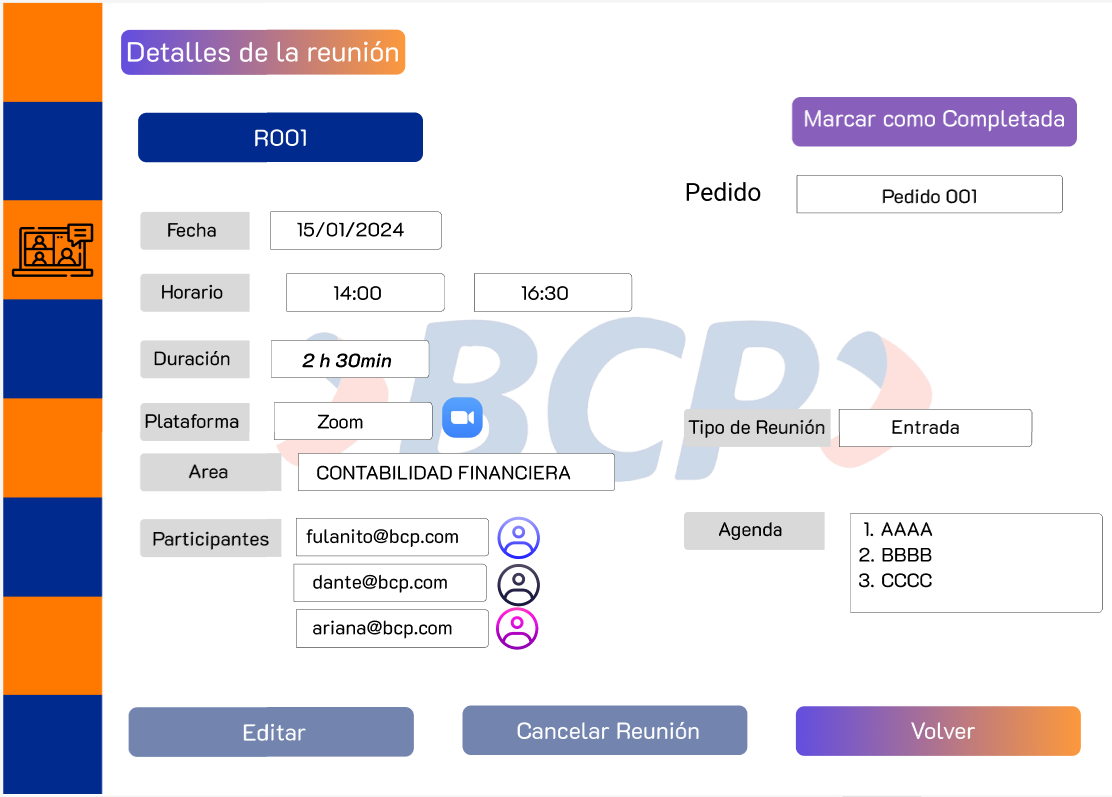 Detalles de la reunión
R001
Marcar como Completada
Pedido
Pedido 001
Fecha
15/01/2024
Horario
14:00
16:30
Duración
2 h 30min
BCP
Plataforma
Zoom
Tipo de Reunión
Entrada
Area
CONTABILIDAD FINANCIERA
Participantes
fulanito@bcp.com
dante@bcp.com
ariana@bcp.com
Agenda
1. AAAA
2. BBBB
3. CCCC
Editar
Cancelar Reunión
Volver